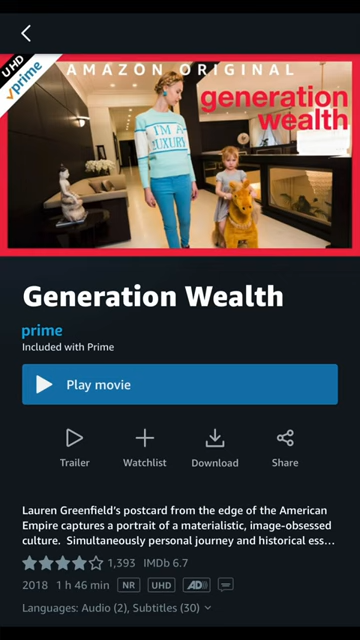 UHD
prime
AMAZON ORIGINAL
generation
wealth
I'M A
LUXURY
Generation Wealth
prime
Included with Prime
Play movie
Trailer
Watchlist
Download
Share
Lauren Greenfield's postcard from the edge of the American
Empire captures a portrait of a materialistic, image-obsessed
culture. Simultaneously personal journey and historical ess...
1,393 IMDb 6.7
2018 1 h 46 min NR UHD AD
Languages: Audio (2), Subtitles (30)